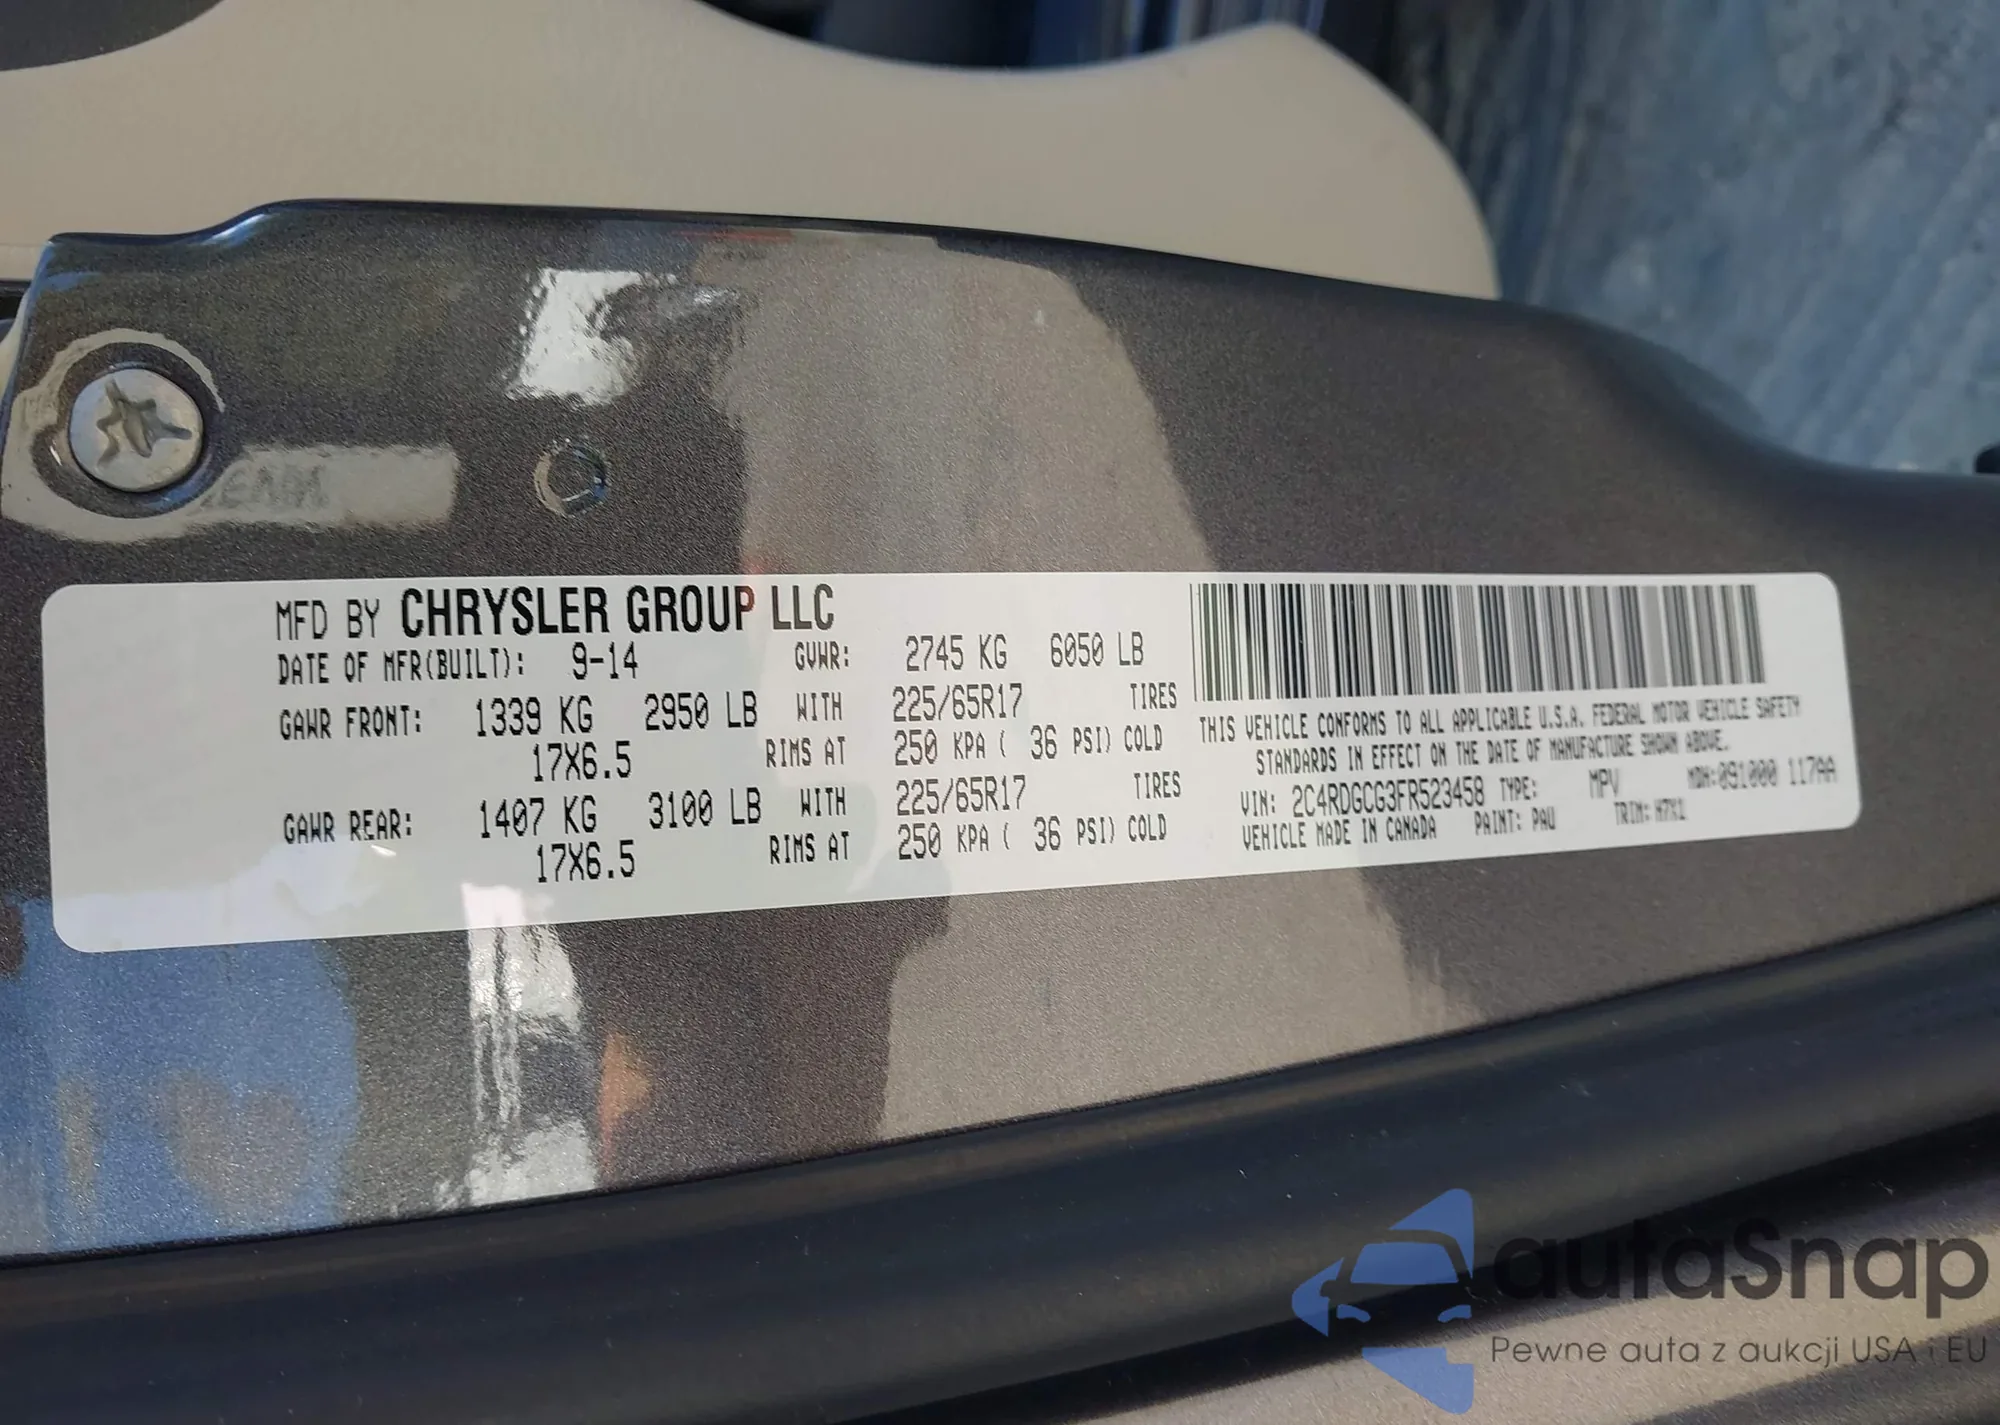 MFD BY CHRYSLER GROUP LLC
DATE OF MFR(BUILT): 9-14 GVWR: 2745 KG 6050 LB
GAWR FRONT: 1339 KG 2950 LB WITH 225/65R17 TIRES
17X6.5 RIMS AT 250 KPA ( 36 PSI) COLD
GAWR REAR: 1407 KG 3100 LB WITH 225/65R17 TIRES
17X6.5 RIMS AT 250 KPA ( 36 PSI) COLD
THIS VEHICLE CONFORMS TO ALL APPLICABLE U.S.A. FEDERAL MOTOR VEHICLE SAFETY
STANDARDS IN EFFECT ON THE DATE OF MANUFACTURE SHOWN ABOVE.
VIN: 2C4RDGCG3FR523458 TYPE: MPV MDH:091000 117AA
VEHICLE MADE IN CANADA PAINT: PAU TRIM:
autaSnap
Pewne auta z aukcji USA i EU